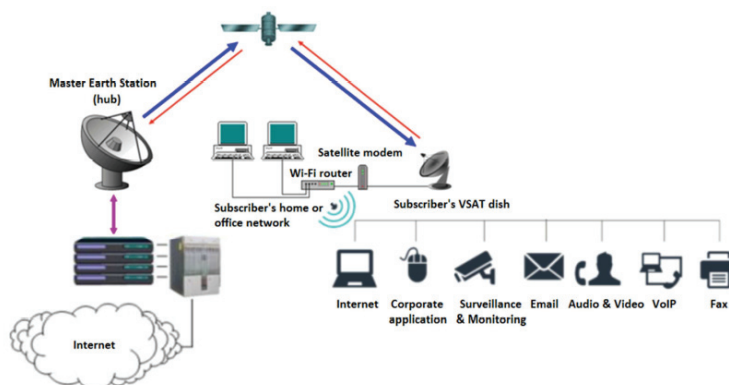 Master Earth Station
(hub)
Satellite modem
Wi-Fi router
Subscriber's home or
office network
Subscriber's VSAT dish
Internet
Corporate
application
Surveillance
& Monitoring
Email
Audio & Video
VoIP
Fax
Internet